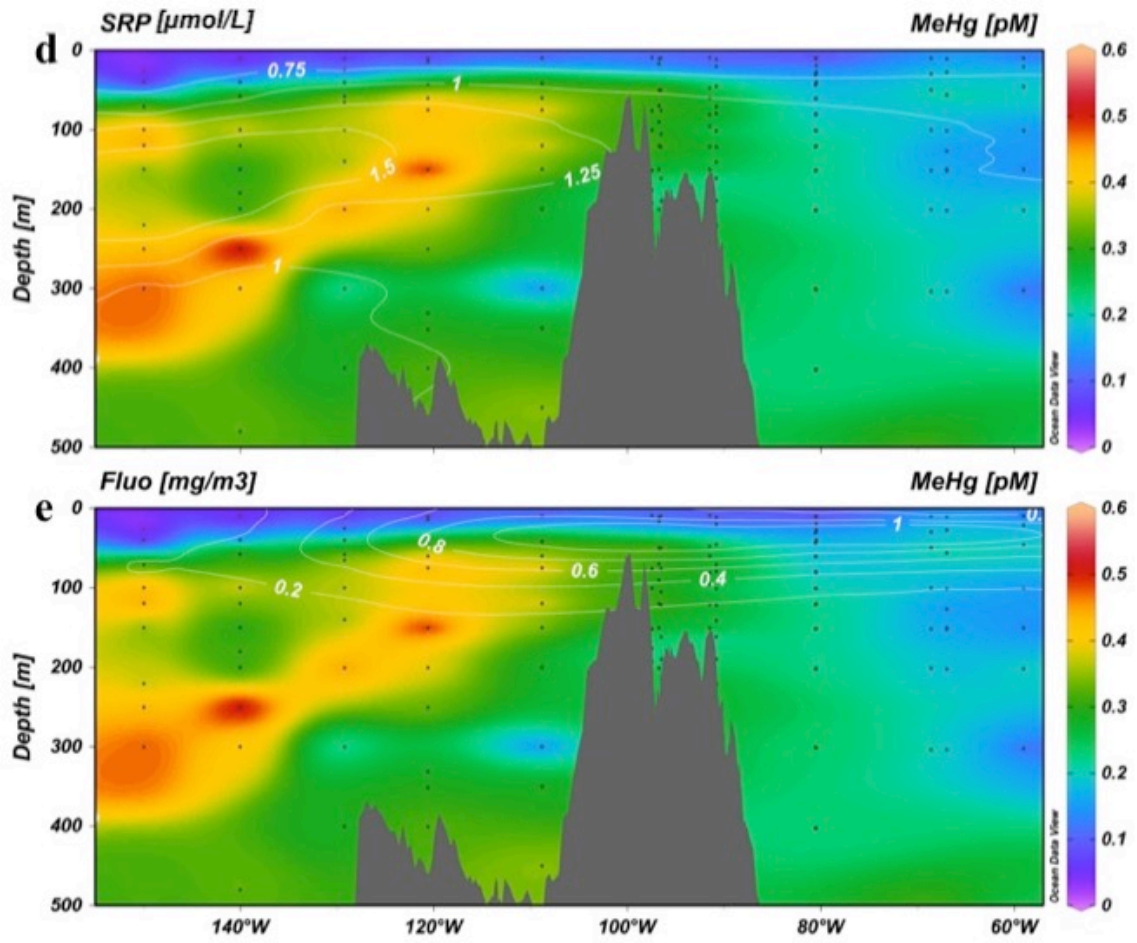 d SRP [µmol/L] MeHg [pM]
0 0.75 1 0.6
100 0.5
1.5 1.25 0.4
200 0.3
Depth [m]
300 1 0.2
400 0.1
500 0
Ocean Data View
e Fluo [mg/m3] MeHg [pM]
0 1 0. 0.6
0.8 0.5
100 0.2 0.6 0.4
200 0.4
Depth [m]
300 0.3
0.2
400 0.1
500 0
Ocean Data View
140°W 120°W 100°W 80°W 60°W